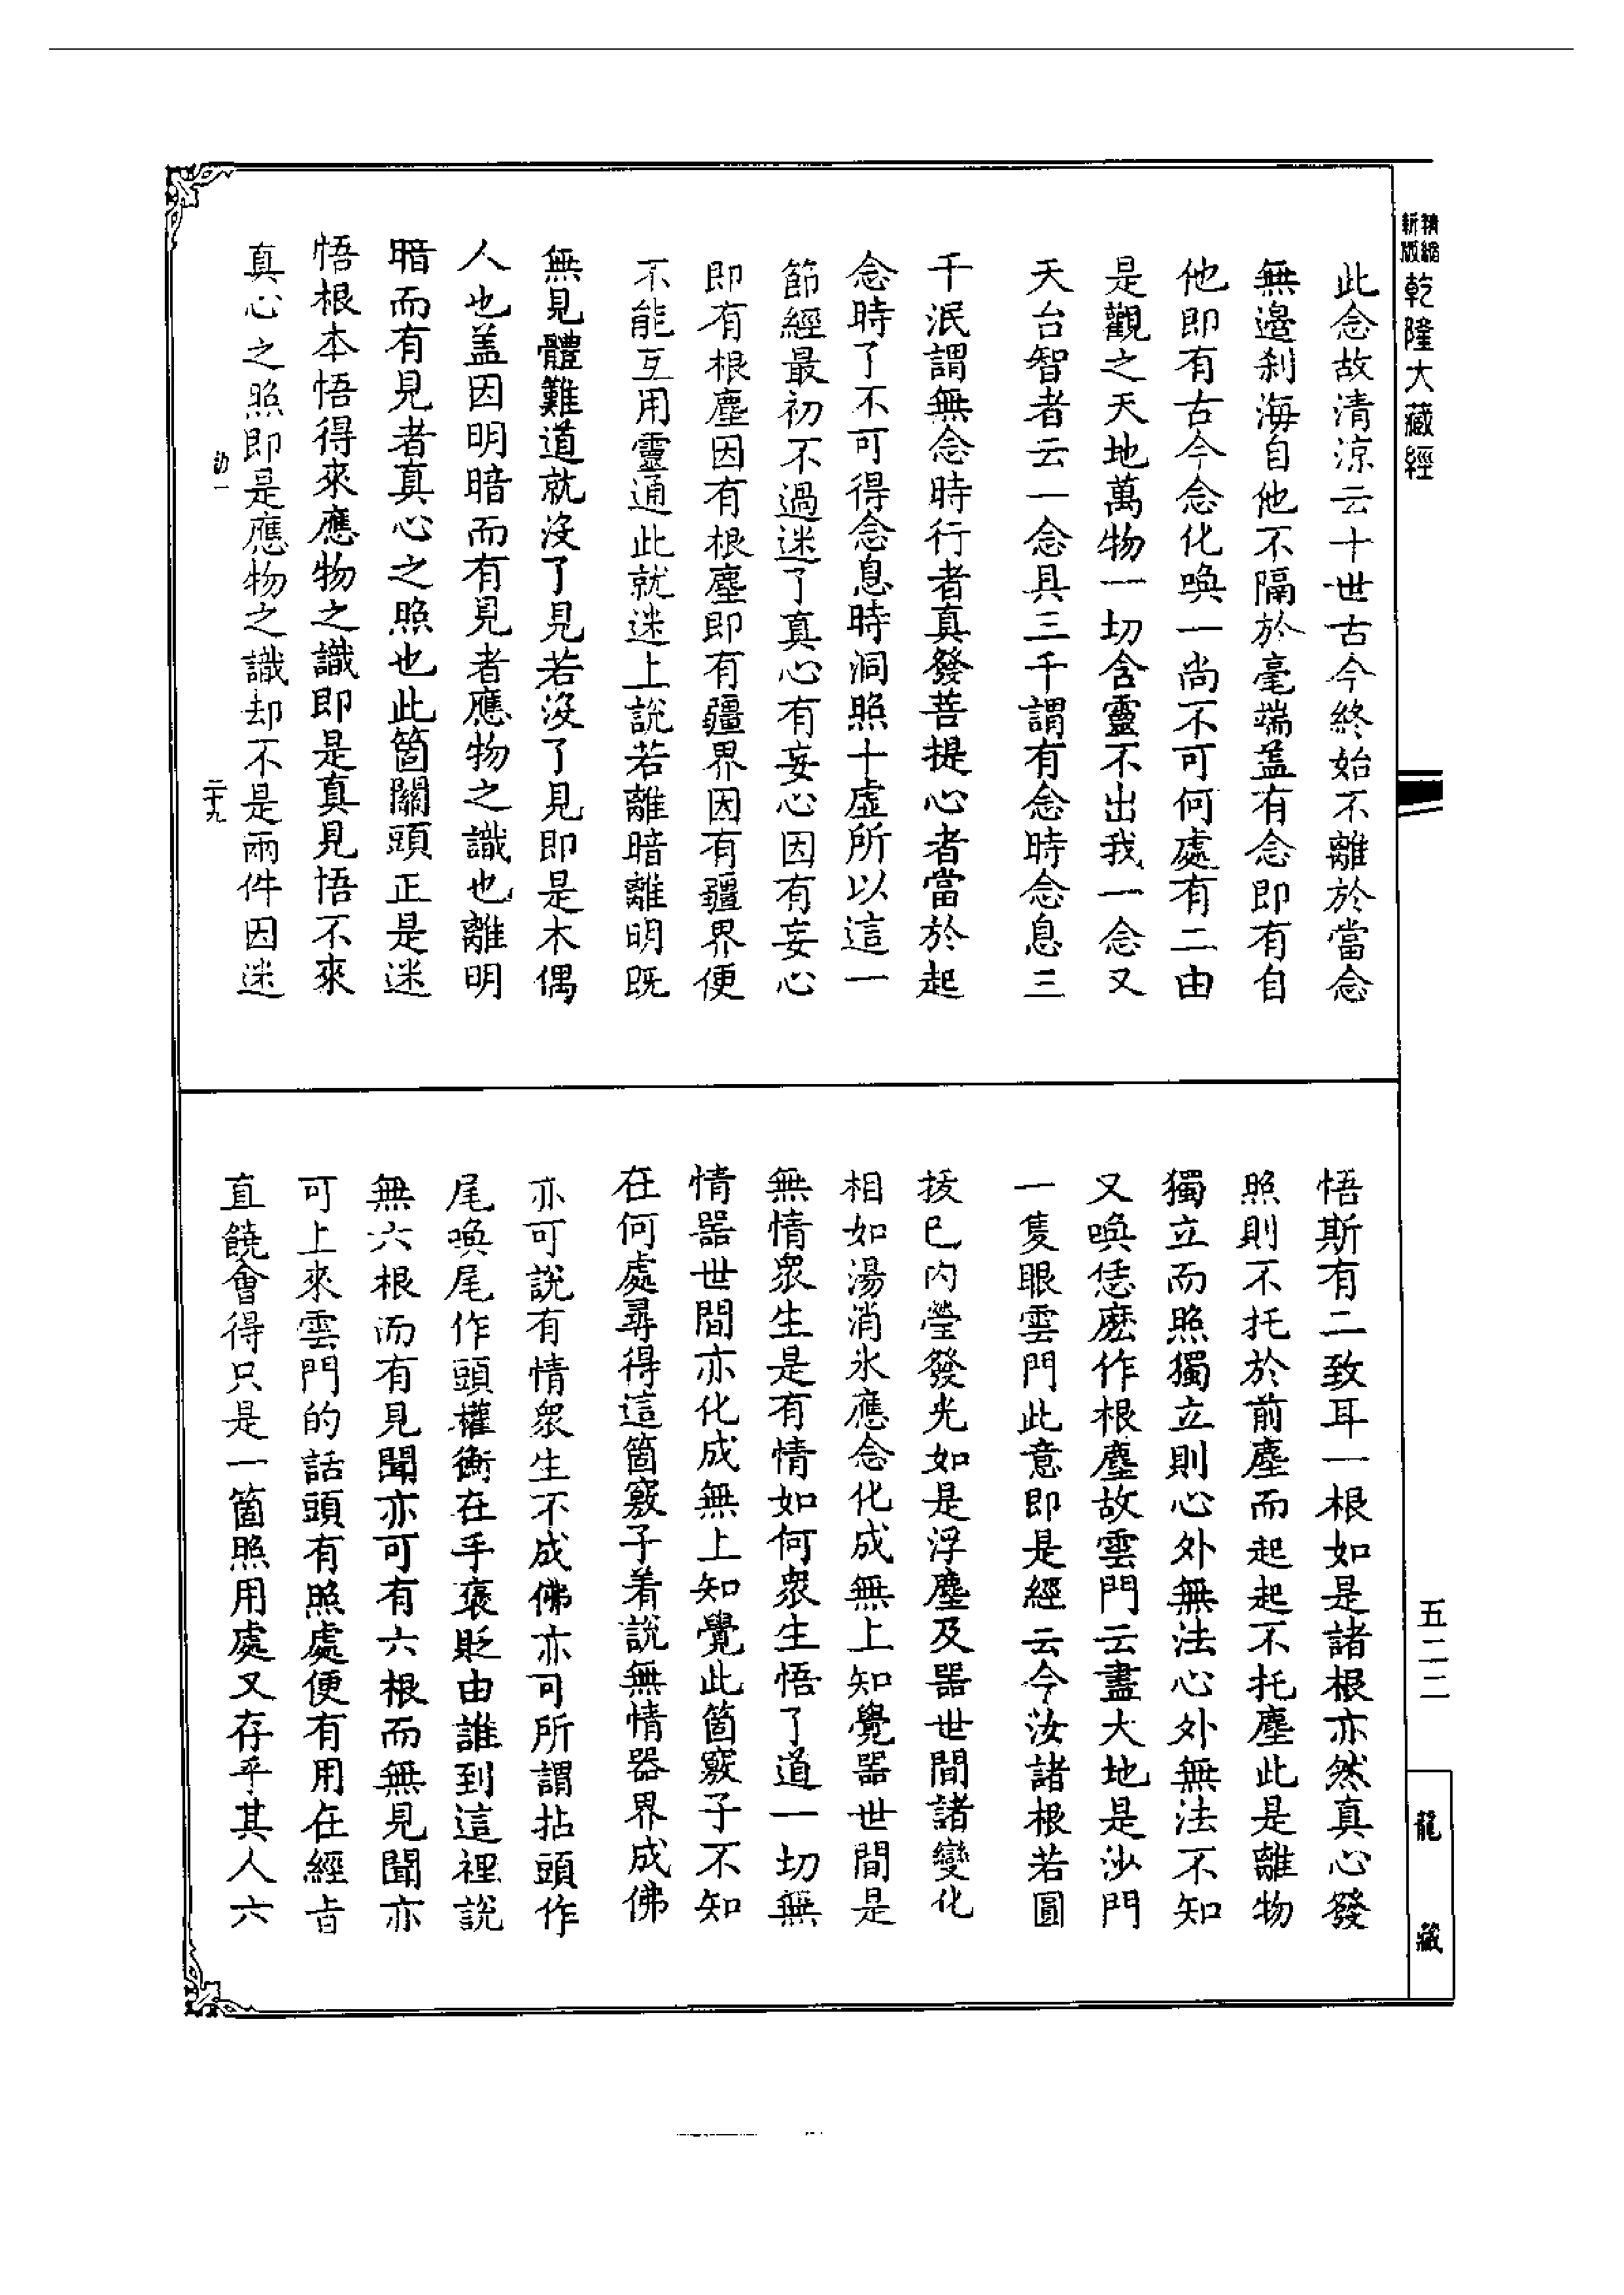 精縮新版乾隆大藏經
此念故清涼云十世古今終始不離於當念
無邊刹海自他不隔於毫端盖有念即有自
他即有古今念化喚一尚不可何處有二由
是觀之天地萬物一切含靈不出我一念又
天台智者云一念具三千謂有念時念息三
千泯謂無念時行者真發菩提心者當於起
念時了不可得念息時洞照十虛所以這一
節經最初不過迷了真心有妄心因有妄心
即有根塵因有根塵即有疆界因有疆界便
不能互用靈通此就迷上說若離暗離明既
無見體難道就沒了見若沒了見即是木偶
人也盖因明暗而有見者應物之識也離明
暗而有見者真心之照也此箇關頭正是迷
悟根本悟得來應物之識即是真見悟不來
真心之照即是應物之識却不是兩件因迷
二十九
悟斯有二致耳一根如是諸根亦然真心發
照則不托於前塵而起起不托塵此是離物
獨立而照獨立則心外無法心外無法不知
又喚恁麽作根塵故雲門云盡大地是沙門
一隻眼雲門此意即是經云今汝諸根若圓
拔已內瑩發光如是浮塵及器世間諸變化
相如湯消氷應念化成無上知覺器世間是
無情眾生是有情如何眾生悟了道一切無
情器世間亦化成無上知覺此箇竅子不知
在何處尋得這箇竅子着說無情器界成佛
亦可說有情眾生不成佛亦可所謂拈頭作
尾喚尾作頭權衡在手褒貶由誰到這裡說
無六根而有見聞亦可有六根而無見聞亦
可上來雲門的話頭有照處便有用在經旨
直饒會得只是一箇照用處又存乎其人六
五二二
龍藏